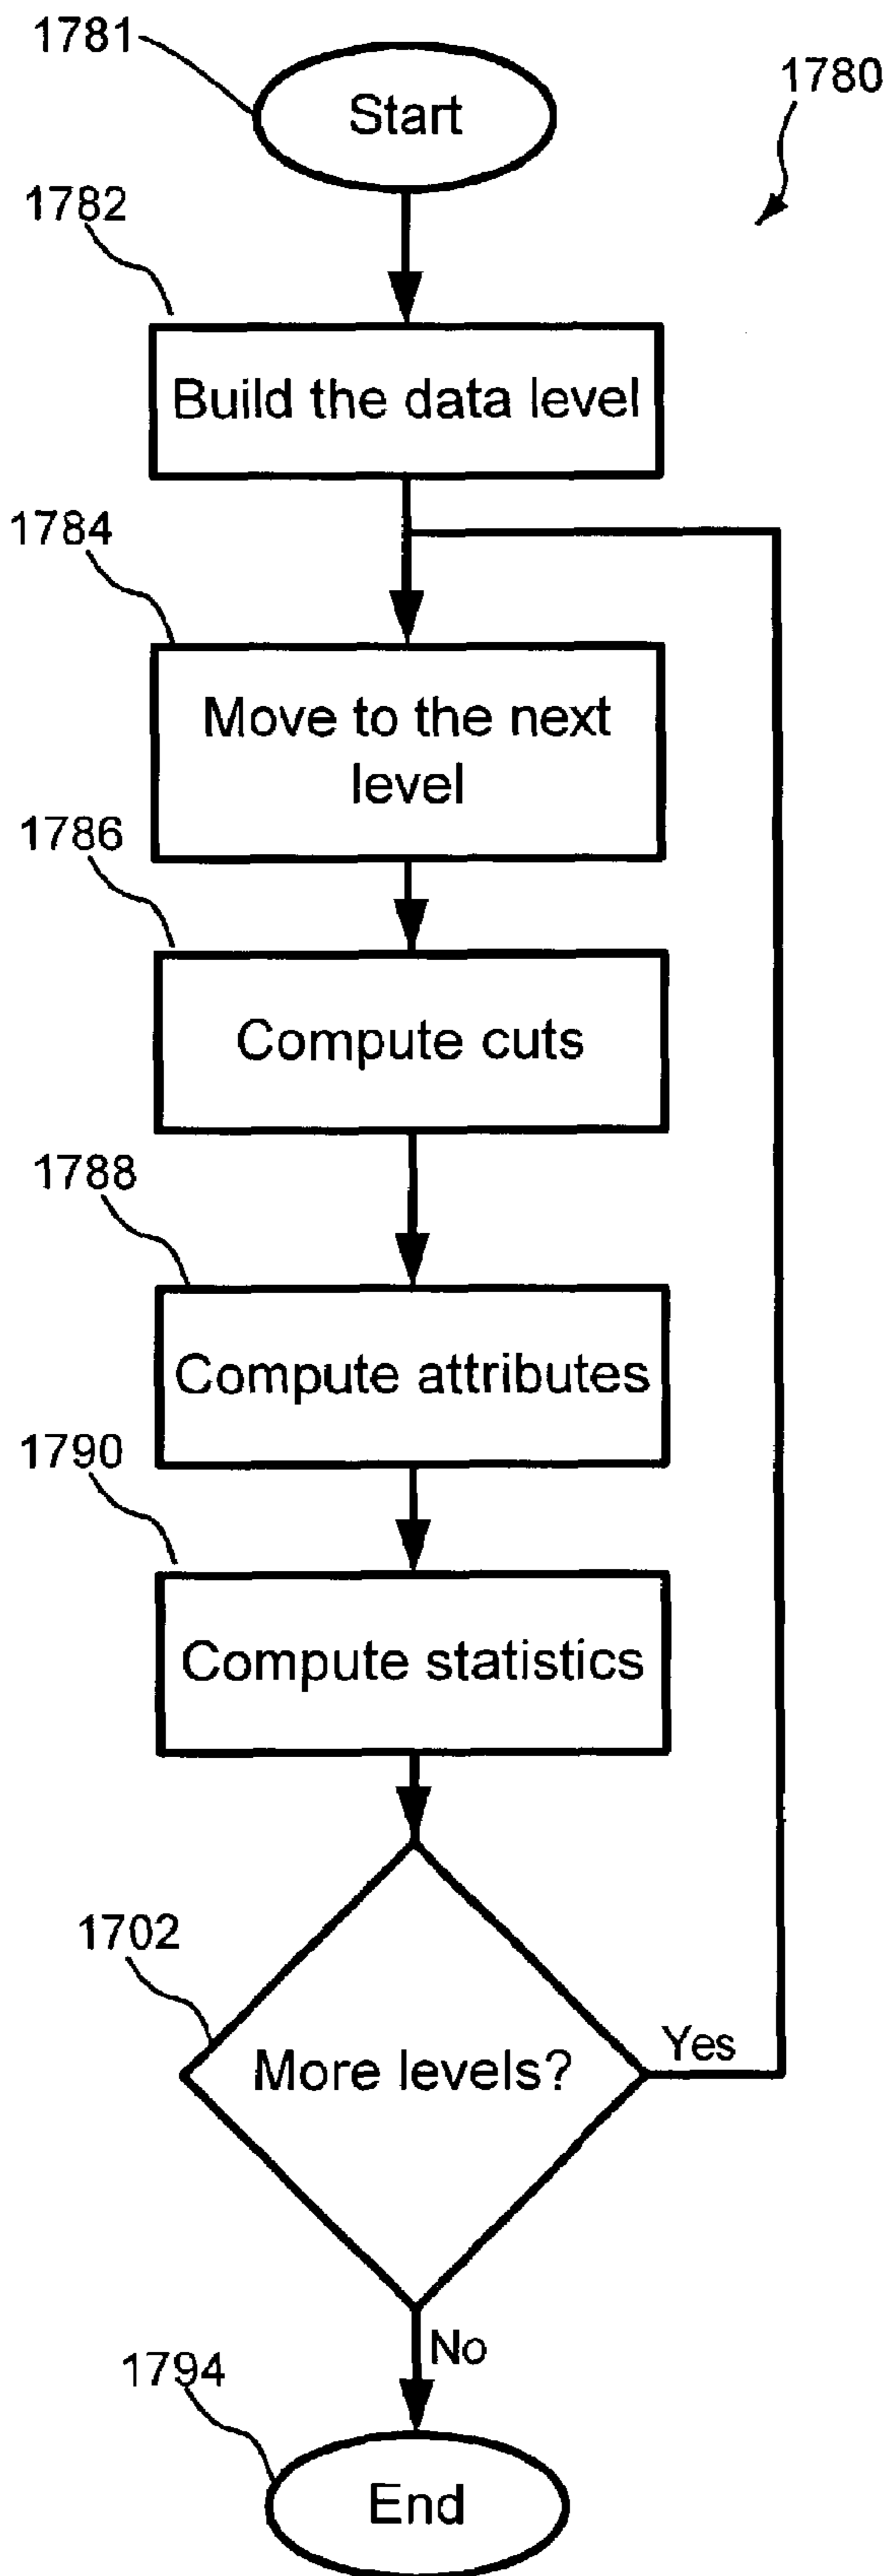 1781
Start
1780
1782
Build the data level
1784
Move to the next
level
1786
Compute cuts
1788
Compute attributes
1790
Compute statistics
1702
More levels?
Yes
No
1794
End